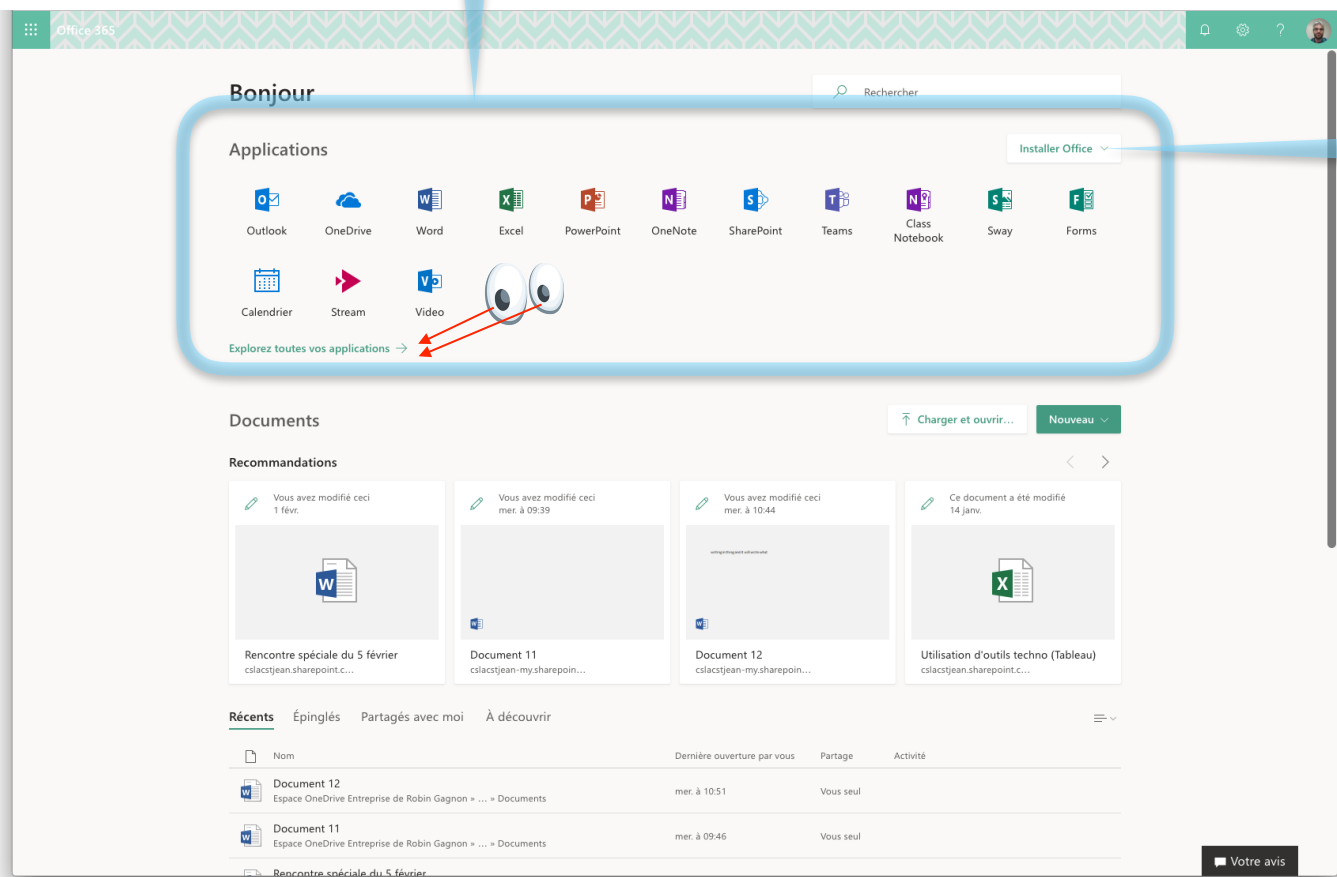 Office 365
Bonjour
Rechercher
Applications
Installer Office
Outlook
OneDrive
Word
Excel
PowerPoint
OneNote
SharePoint
Teams
Class
Notebook
Sway
Forms
Calendrier
Stream
Video
Explorez toutes vos applications →
Documents
Charger et ouvrir...
Nouveau
Recommandations
Vous avez modifié ceci
1 févr.
Vous avez modifié ceci
mer. à 09:39
Vous avez modifié ceci
mer. à 10:44
Ce document a été modifié
14 janv.
Rencontre spéciale du 5 février
cslacstjean.sharepoint.c...
Document 11
cslacstjean-my.sharepoin...
Document 12
cslacstjean-my.sharepoin...
Utilisation d'outils techno (Tableau)
cslacstjean.sharepoint.c...
Récents Épinglés Partagés avec moi À découvrir
Nom Dernière ouverture par vous Partage Activité
Document 12
mer. à 10:51 Vous seul
Espace OneDrive Entreprise de Robin Gagnon » ... » Documents
Document 11
mer. à 09:46 Vous seul
Espace OneDrive Entreprise de Robin Gagnon » ... » Documents
Rencontre spéciale du 5 février
Votre avis